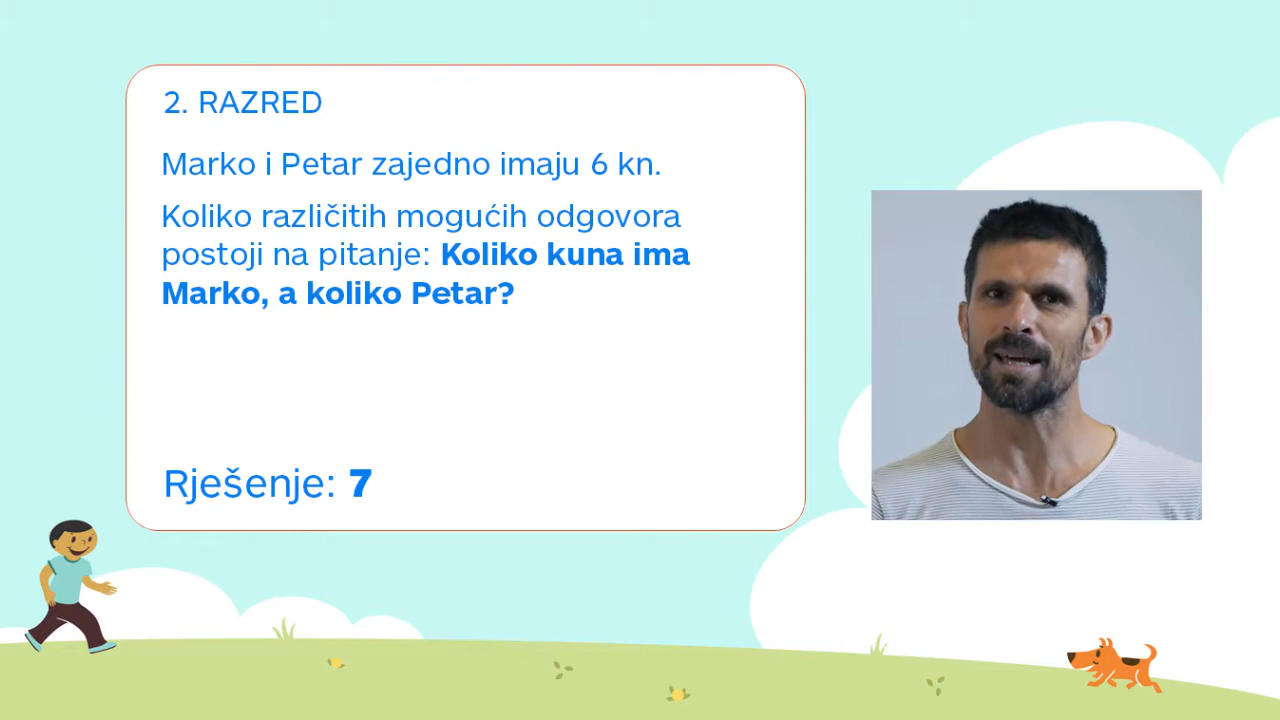 2. RAZRED
Marko i Petar zajedno imaju 6 kn.
Koliko različitih mogućih odgovora
postoji na pitanje: Koliko kuna ima
Marko, a koliko Petar?
Rješenje: 7